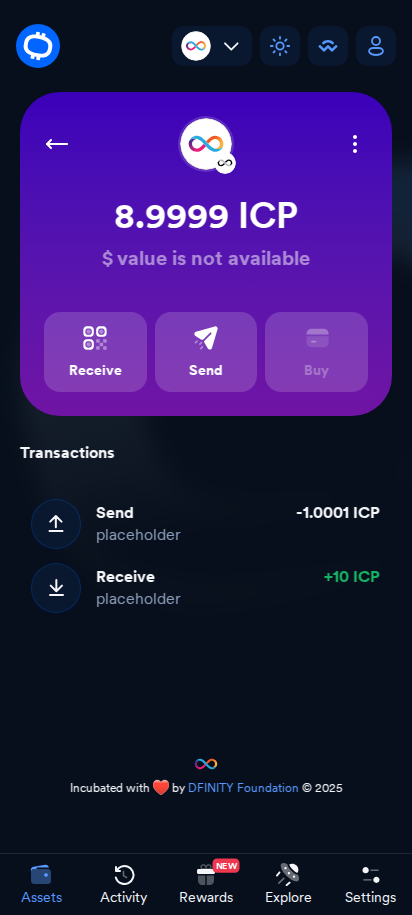 8.9999 ICP
$ value is not available
Receive
Send
Buy
Transactions
Send
-1.0001 ICP
placeholder
Receive
+10 ICP
placeholder
Incubated with ❤️ by DFINITY Foundation © 2025
NEW
Assets
Activity
Rewards
Explore
Settings